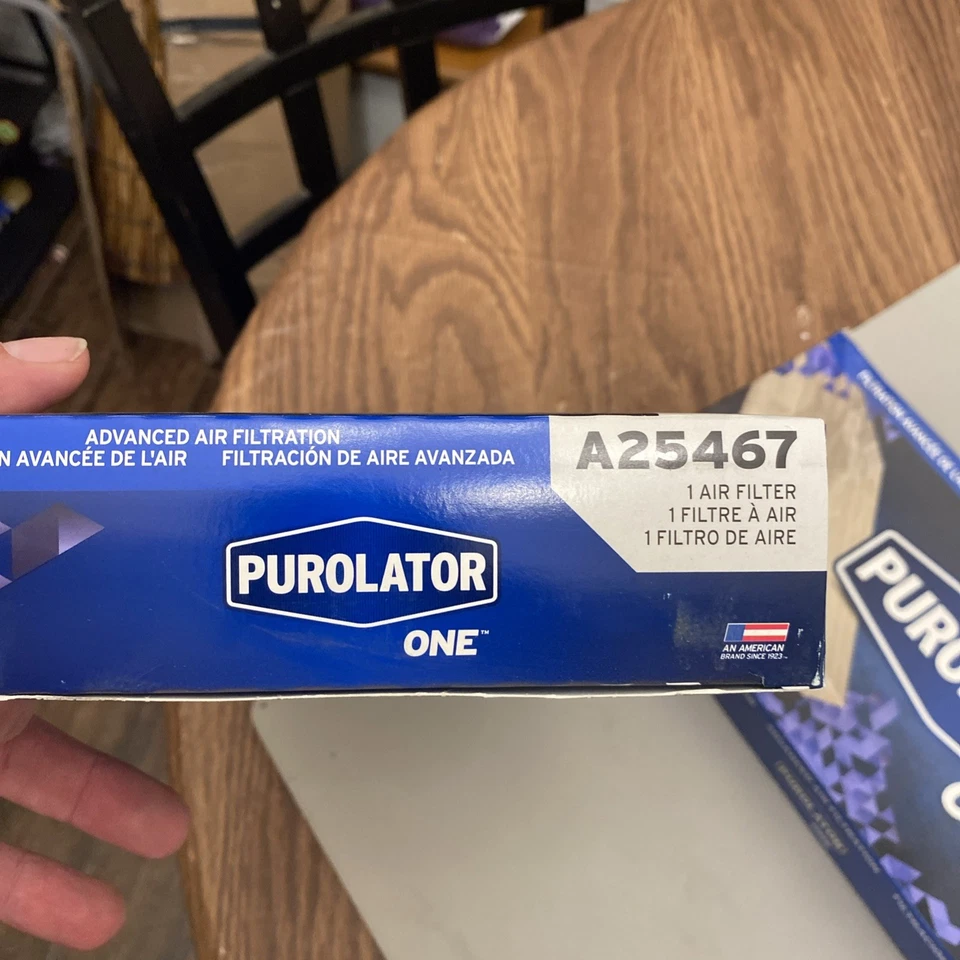 ADVANCED AIR FILTRATION
N AVANCÉE DE L'AIR FILTRACIÓN DE AIRE AVANZADA
A25467
1 AIR FILTER
1 FILTRE À AIR
1 FILTRO DE AIRE
PUROLATOR
ONE™
AN AMERICAN
BRAND SINCE 1923™
PURO